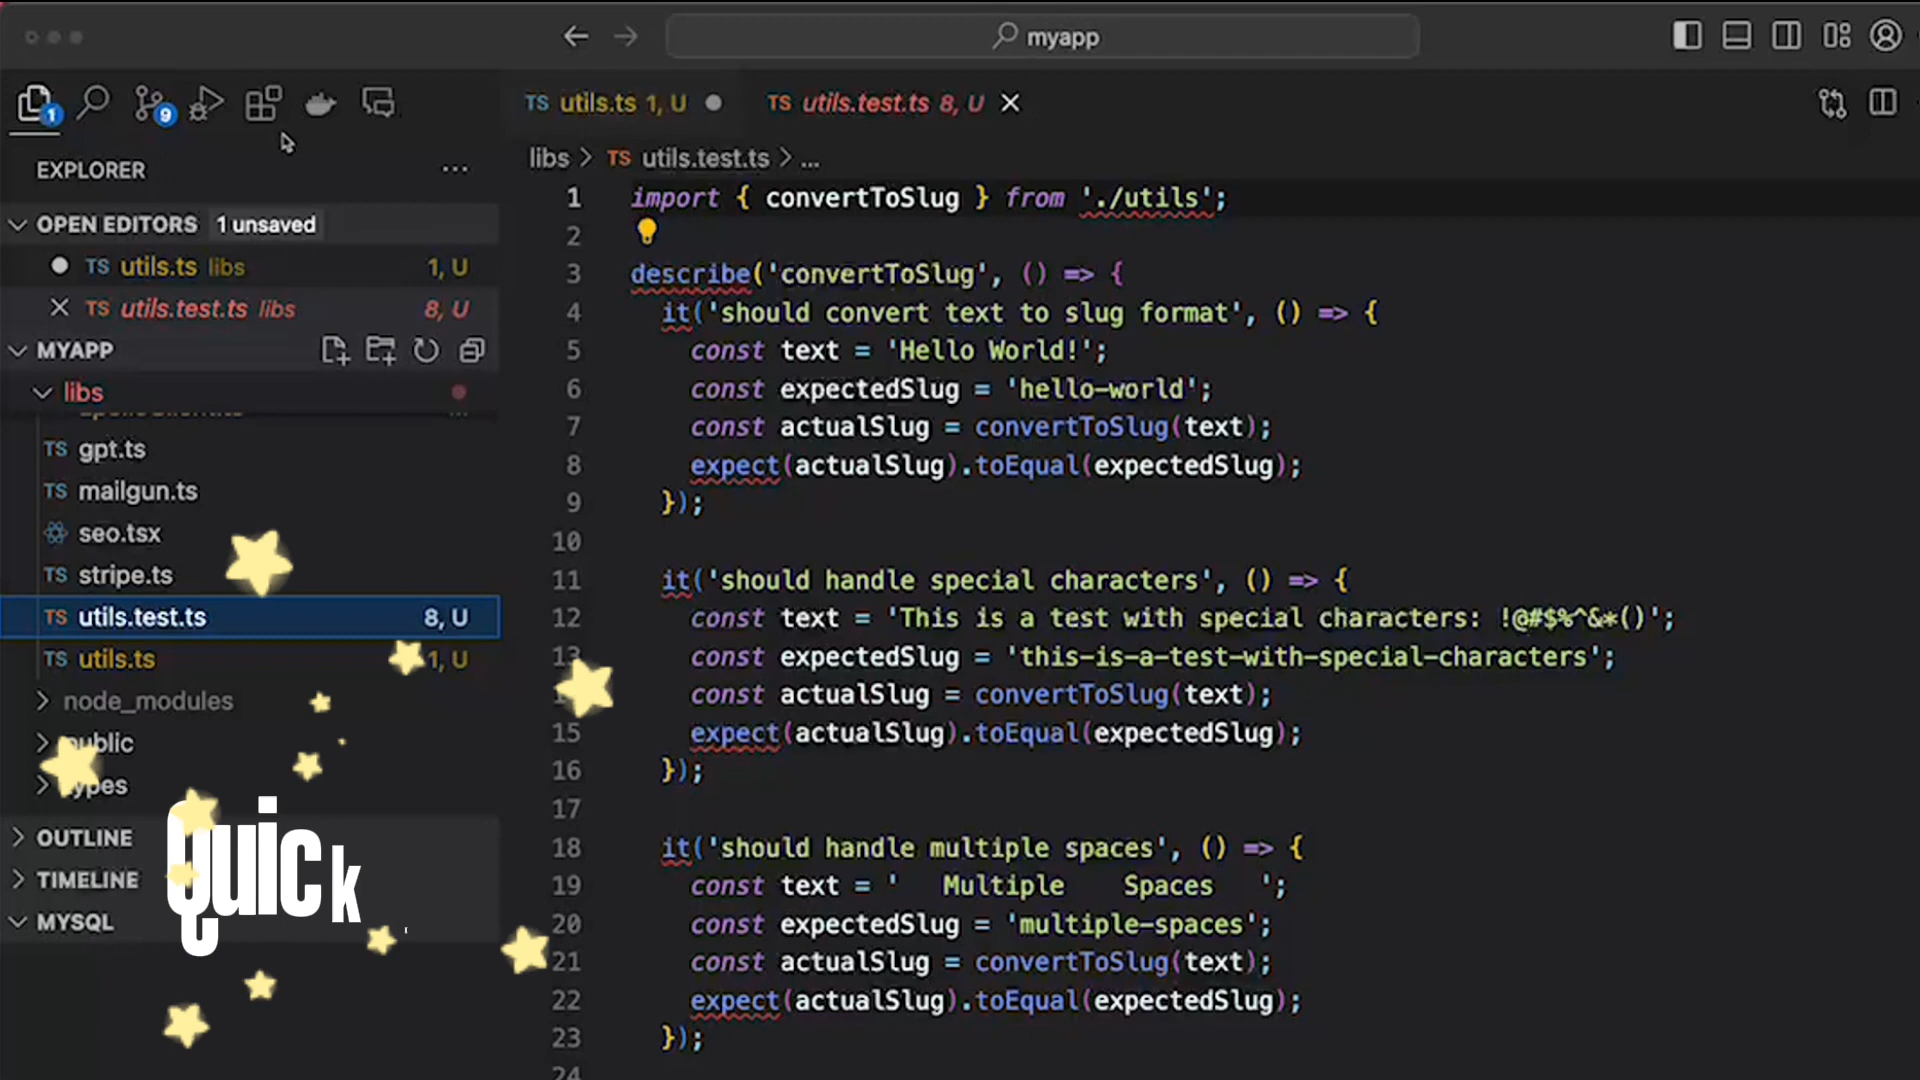 myapp
1
9
TS utils.ts 1, U
TS utils.test.ts 8, U
EXPLORER
libs > TS utils.test.ts > ...
OPEN EDITORS 1 unsaved
TS utils.ts libs 1, U
TS utils.test.ts libs 8, U
MYAPP
libs
TS gpt.ts
TS mailgun.ts
seo.tsx
TS stripe.ts
TS utils.test.ts 8, U
TS utils.ts 1, U
node_modules
OUTLINE
TIMELINE
MYSQL
Quick
1 import { convertToSlug } from './utils';
2
3 describe('convertToSlug', () => {
4 it('should convert text to slug format', () => {
5 const text = 'Hello World!';
6 const expectedSlug = 'hello-world';
7 const actualSlug = convertToSlug(text);
8 expect(actualSlug).toEqual(expectedSlug);
9 });
10
11 it('should handle special characters', () => {
12 const text = 'This is a test with special characters: !@#$%^&*()';
13 const expectedSlug = 'this-is-a-test-with-special-characters';
const actualSlug = convertToSlug(text);
15 expect(actualSlug).toEqual(expectedSlug);
16 });
17
18 it('should handle multiple spaces', () => {
19 const text = '   Multiple    Spaces   ';
20 const expectedSlug = 'multiple-spaces';
21 const actualSlug = convertToSlug(text);
22 expect(actualSlug).toEqual(expectedSlug);
23 });
24